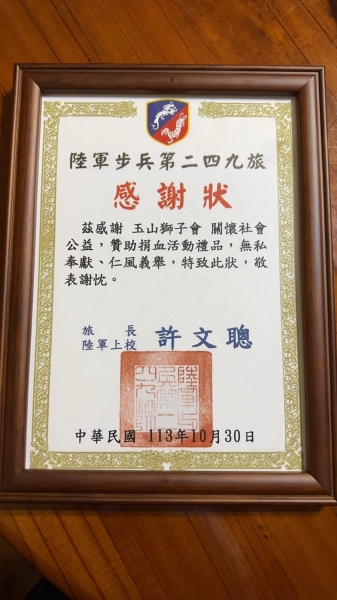 陸軍步兵第二四九旅
感謝狀
茲感謝 玉山獅子會 關懷社會
公益，贊助捐血活動禮品，無私
奉獻、仁風義舉，特致此狀，敬
表謝忱。
旅長
陸軍上校 許文聰
中華民國 113年10月30日